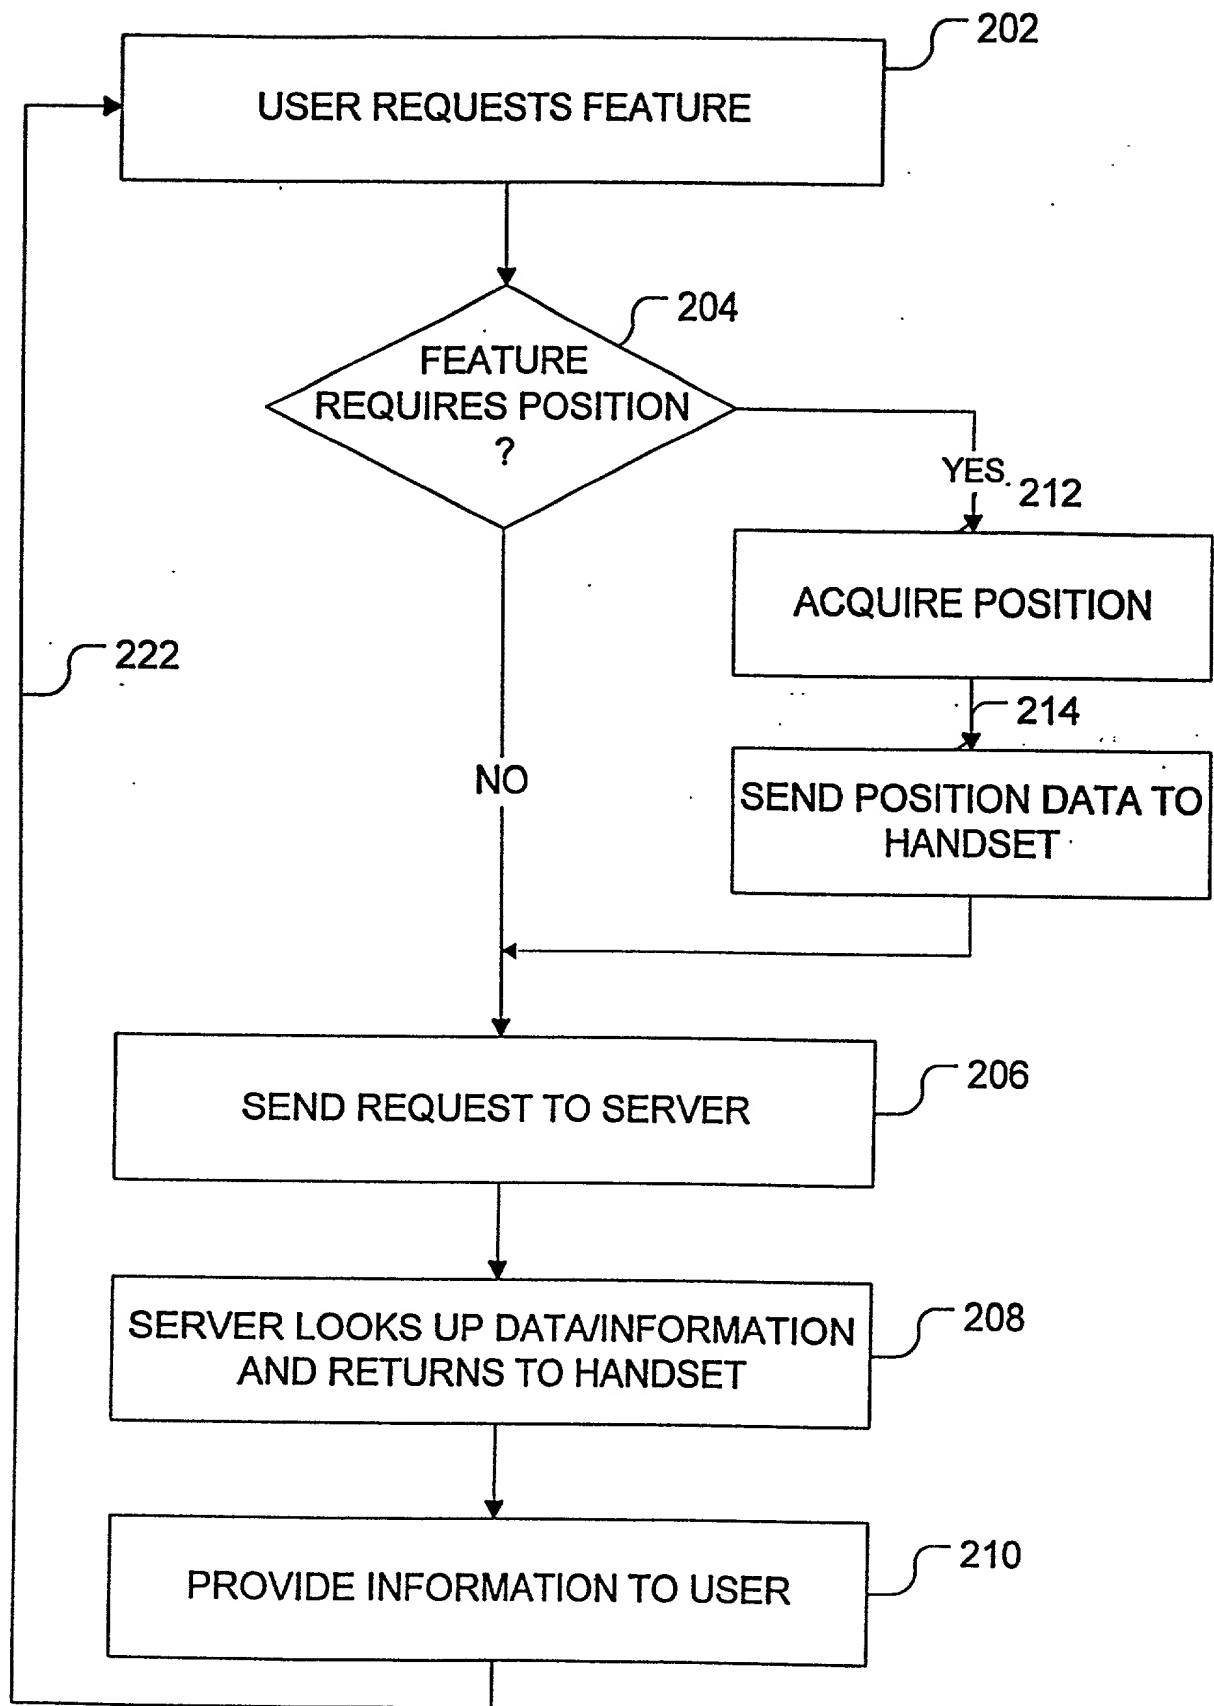 202
USER REQUESTS FEATURE
204
FEATURE
REQUIRES POSITION
?
YES
212
ACQUIRE POSITION
222
214
NO
SEND POSITION DATA TO
HANDSET
206
SEND REQUEST TO SERVER
208
SERVER LOOKS UP DATA/INFORMATION
AND RETURNS TO HANDSET
210
PROVIDE INFORMATION TO USER